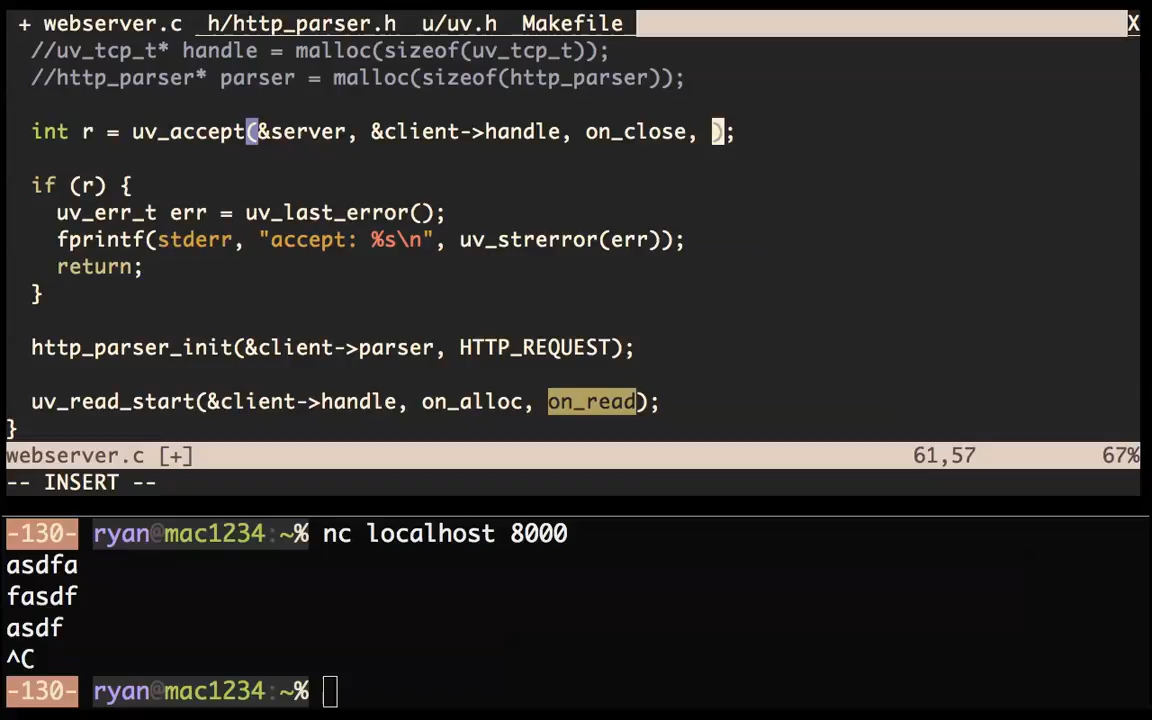 + webserver.c  h/http_parser.h  u/uv.h  Makefile X
//uv_tcp_t* handle = malloc(sizeof(uv_tcp_t));
//http_parser* parser = malloc(sizeof(http_parser));
int r = uv_accept(&server, &client->handle, on_close, );
if (r) {
uv_err_t err = uv_last_error();
fprintf(stderr, "accept: %s\n", uv_strerror(err));
return;
}
http_parser_init(&client->parser, HTTP_REQUEST);
uv_read_start(&client->handle, on_alloc, on_read);
}
webserver.c [+] 61,57 67%
-- INSERT --
-130- ryan@mac1234:~% nc localhost 8000
asdfa
fasdf
asdf
^C
-130- ryan@mac1234:~%